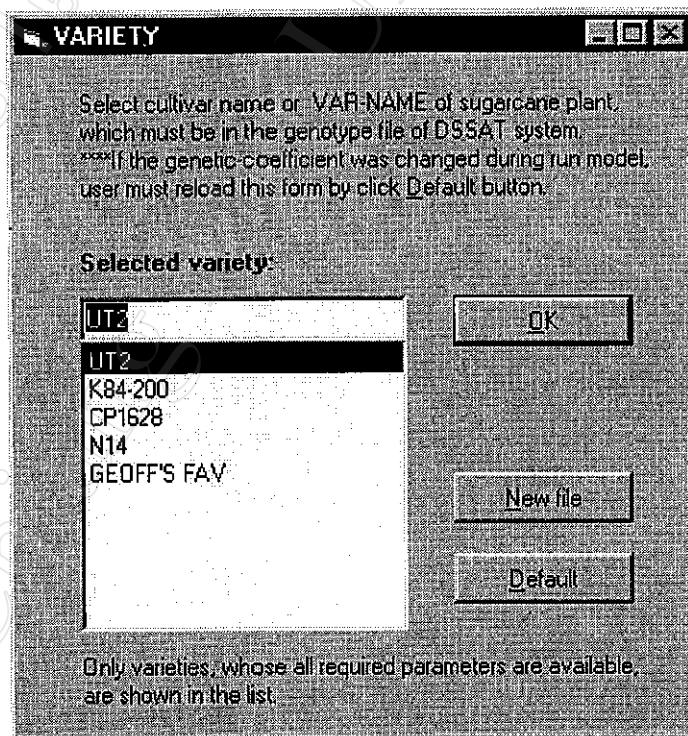 VARIETY
Select cultivar name or VAR-NAME of sugarcane plant,
which must be in the genotype file of DSSAT system.
****If the genetic coefficient was changed during run model,
user must reload this form by click Default button.
Selected variety:
UT2
OK
UT2
K84-200
CP1628
N14
GEOFF'S FAV
New file
Default
Only varieties, whose all required parameters are available,
are shown in the list.